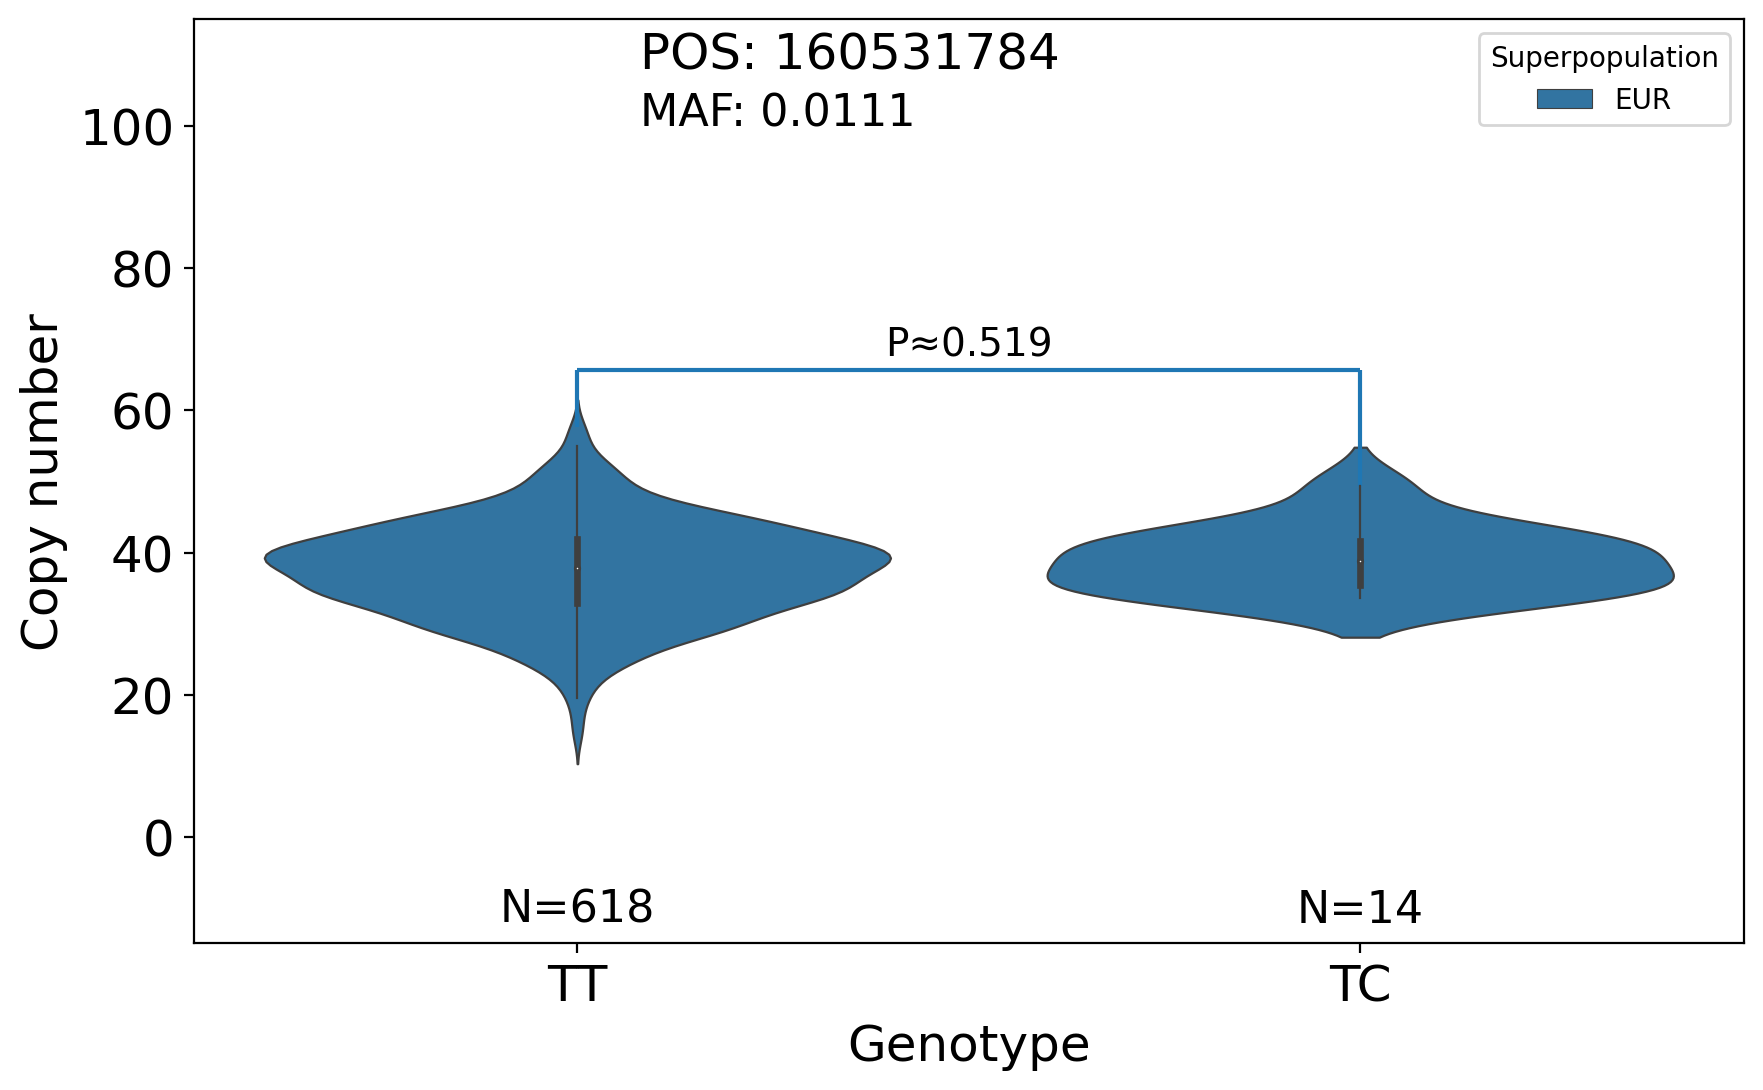 POS: 160531784
MAF: 0.0111
Superpopulation
EUR
100
80
60
40
20
0
Copy number
P≈0.519
N=618
N=14
TT
TC
Genotype